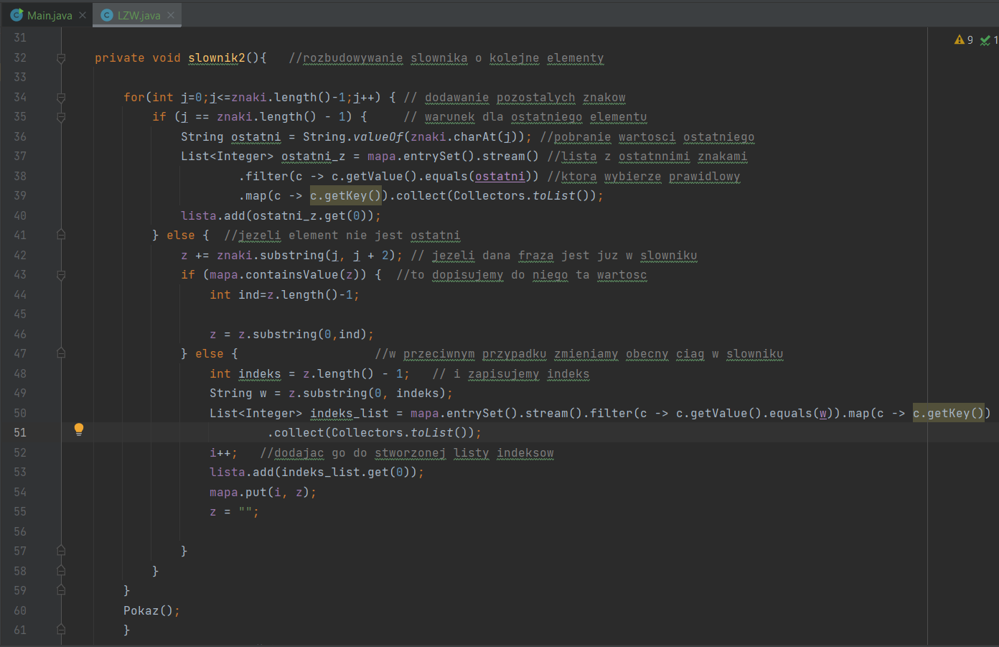 Main.java LZW.java
9 1
31
32 private void slownik2(){ //rozbudowywanie slownika o kolejne elementy
33
34 for(int j=0;j<=znaki.length()-1;j++) { // dodawanie pozostalych znakow
35 if (j == znaki.length() - 1) { // warunek dla ostatniego elementu
36 String ostatni = String.valueOf(znaki.charAt(j)); //pobranie wartosci ostatniego
37 List<Integer> ostatni_z = mapa.entrySet().stream() //lista z ostatnnimi znakami
38 .filter(c -> c.getValue().equals(ostatni)) //ktora wybierze prawidlowy
39 .map(c -> c.getKey()).collect(Collectors.toList());
40 lista.add(ostatni_z.get(0));
41 } else { //jezeli element nie jest ostatni
42 z += znaki.substring(j, j + 2); // jezeli dana fraza jest juz w slowniku
43 if (mapa.containsValue(z)) { //to dopisujemy do niego ta wartosc
44 int ind=z.length()-1;
45
46 z = z.substring(0,ind);
47 } else { //w przeciwnym przypadku zmieniamy obecny ciag w slowniku
48 int indeks = z.length() - 1; // i zapisujemy indeks
49 String w = z.substring(0, indeks);
50 List<Integer> indeks_list = mapa.entrySet().stream().filter(c -> c.getValue().equals(w)).map(c -> c.getKey())
51 .collect(Collectors.toList());
52 i++; //dodajac go do stworzonej listy indeksow
53 lista.add(indeks_list.get(0));
54 mapa.put(i, z);
55 z = "";
56
57 }
58 }
59 }
60 Pokaz();
61 }